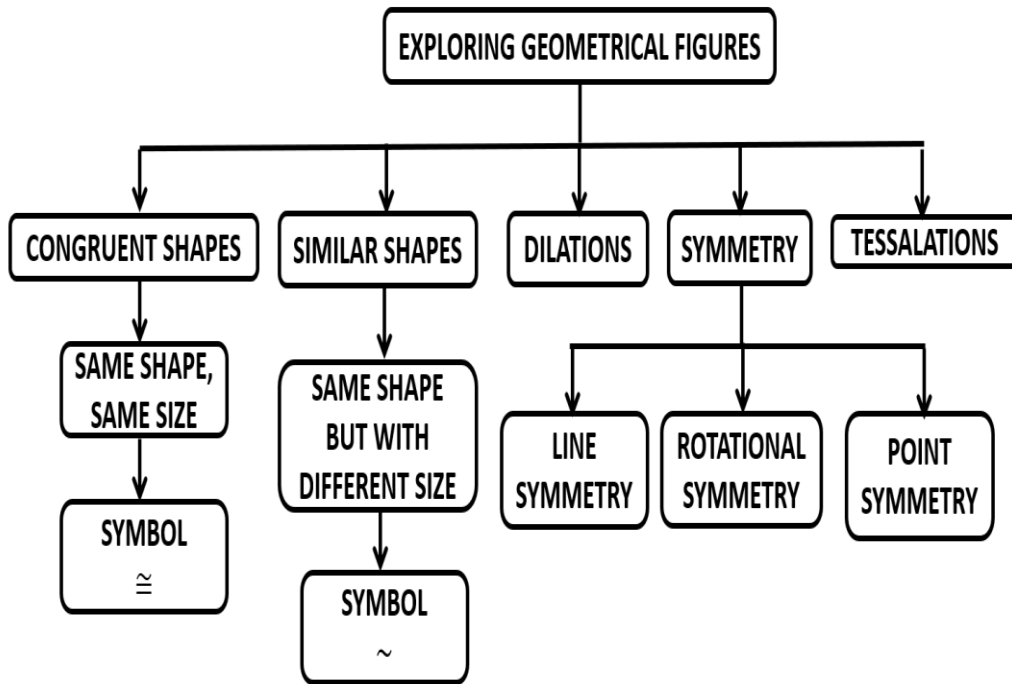 EXPLORING GEOMETRICAL FIGURES
CONGRUENT SHAPES
SIMILAR SHAPES
DILATIONS
SYMMETRY
TESSALATIONS
SAME SHAPE,
SAME SIZE
SAME SHAPE
BUT WITH
DIFFERENT SIZE
LINE
SYMMETRY
ROTATIONAL
SYMMETRY
POINT
SYMMETRY
SYMBOL
≅
SYMBOL
~